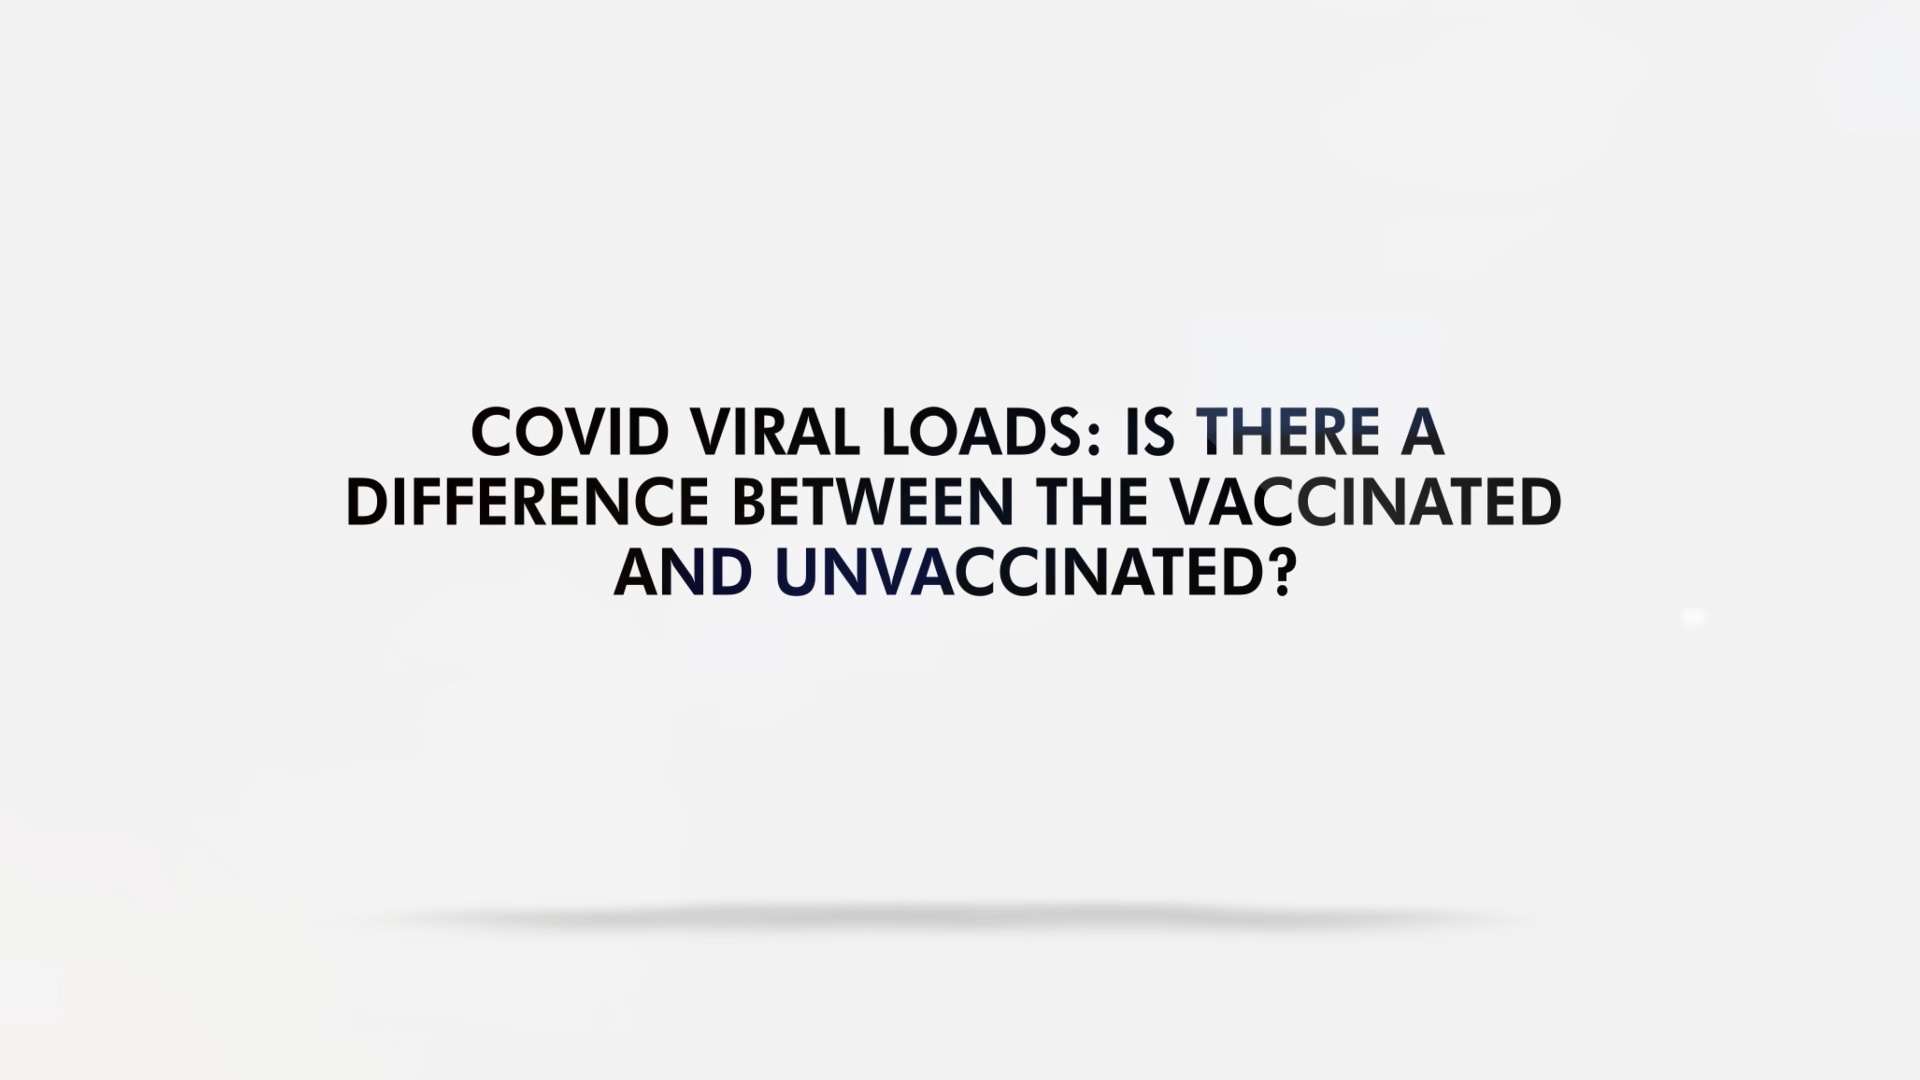 COVID VIRAL LOADS: IS THERE A
DIFFERENCE BETWEEN THE VACCINATED
AND UNVACCINATED?